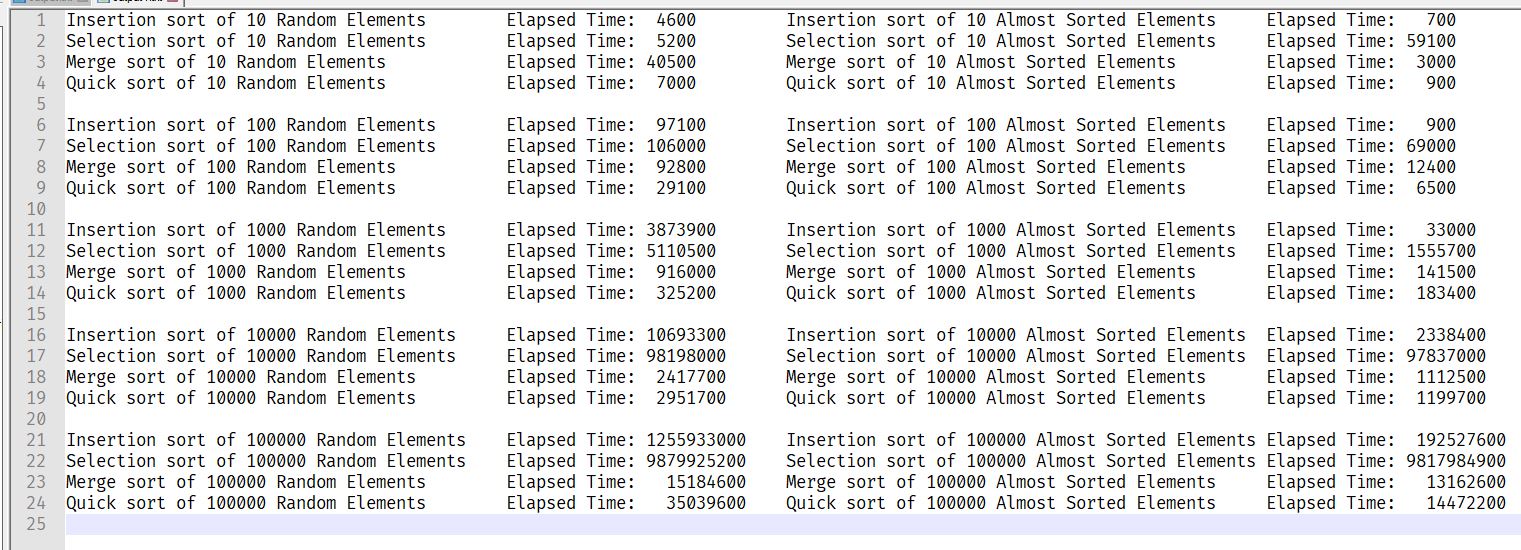 1 Insertion sort of 10 Random Elements Elapsed Time: 4600 Insertion sort of 10 Almost Sorted Elements Elapsed Time: 700
2 Selection sort of 10 Random Elements Elapsed Time: 5200 Selection sort of 10 Almost Sorted Elements Elapsed Time: 59100
3 Merge sort of 10 Random Elements Elapsed Time: 40500 Merge sort of 10 Almost Sorted Elements Elapsed Time: 3000
4 Quick sort of 10 Random Elements Elapsed Time: 7000 Quick sort of 10 Almost Sorted Elements Elapsed Time: 900
5
6 Insertion sort of 100 Random Elements Elapsed Time: 97100 Insertion sort of 100 Almost Sorted Elements Elapsed Time: 900
7 Selection sort of 100 Random Elements Elapsed Time: 106000 Selection sort of 100 Almost Sorted Elements Elapsed Time: 69000
8 Merge sort of 100 Random Elements Elapsed Time: 92800 Merge sort of 100 Almost Sorted Elements Elapsed Time: 12400
9 Quick sort of 100 Random Elements Elapsed Time: 29100 Quick sort of 100 Almost Sorted Elements Elapsed Time: 6500
10
11 Insertion sort of 1000 Random Elements Elapsed Time: 3873900 Insertion sort of 1000 Almost Sorted Elements Elapsed Time: 33000
12 Selection sort of 1000 Random Elements Elapsed Time: 5110500 Selection sort of 1000 Almost Sorted Elements Elapsed Time: 1555700
13 Merge sort of 1000 Random Elements Elapsed Time: 916000 Merge sort of 1000 Almost Sorted Elements Elapsed Time: 141500
14 Quick sort of 1000 Random Elements Elapsed Time: 325200 Quick sort of 1000 Almost Sorted Elements Elapsed Time: 183400
15
16 Insertion sort of 10000 Random Elements Elapsed Time: 10693300 Insertion sort of 10000 Almost Sorted Elements Elapsed Time: 2338400
17 Selection sort of 10000 Random Elements Elapsed Time: 98198000 Selection sort of 10000 Almost Sorted Elements Elapsed Time: 97837000
18 Merge sort of 10000 Random Elements Elapsed Time: 2417700 Merge sort of 10000 Almost Sorted Elements Elapsed Time: 1112500
19 Quick sort of 10000 Random Elements Elapsed Time: 2951700 Quick sort of 10000 Almost Sorted Elements Elapsed Time: 1199700
20
21 Insertion sort of 100000 Random Elements Elapsed Time: 1255933000 Insertion sort of 100000 Almost Sorted Elements Elapsed Time: 192527600
22 Selection sort of 100000 Random Elements Elapsed Time: 9879925200 Selection sort of 100000 Almost Sorted Elements Elapsed Time: 9817984900
23 Merge sort of 100000 Random Elements Elapsed Time: 15184600 Merge sort of 100000 Almost Sorted Elements Elapsed Time: 13162600
24 Quick sort of 100000 Random Elements Elapsed Time: 35039600 Quick sort of 100000 Almost Sorted Elements Elapsed Time: 14472200
25